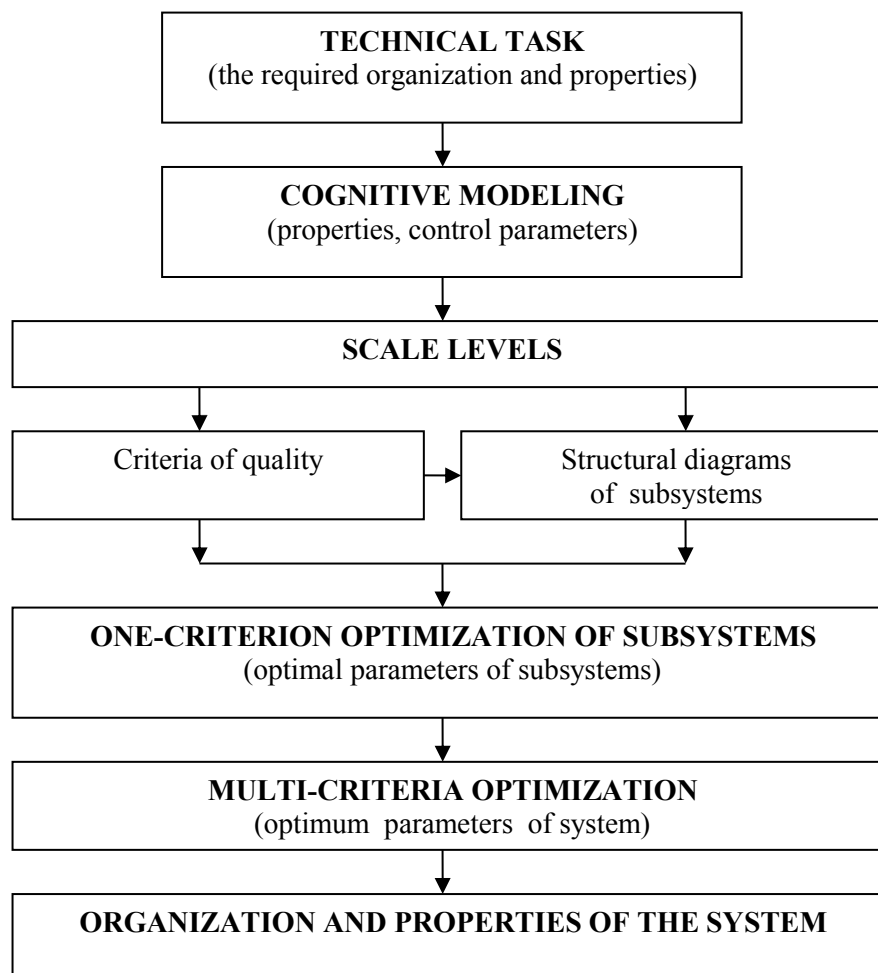 TECHNICAL TASK
(the required organization and properties)
COGNITIVE MODELING
(properties, control parameters)
SCALE LEVELS
Criteria of quality
Structural diagrams
of subsystems
ONE-CRITERION OPTIMIZATION OF SUBSYSTEMS
(optimal parameters of subsystems)
MULTI-CRITERIA OPTIMIZATION
(optimum parameters of system)
ORGANIZATION AND PROPERTIES OF THE SYSTEM